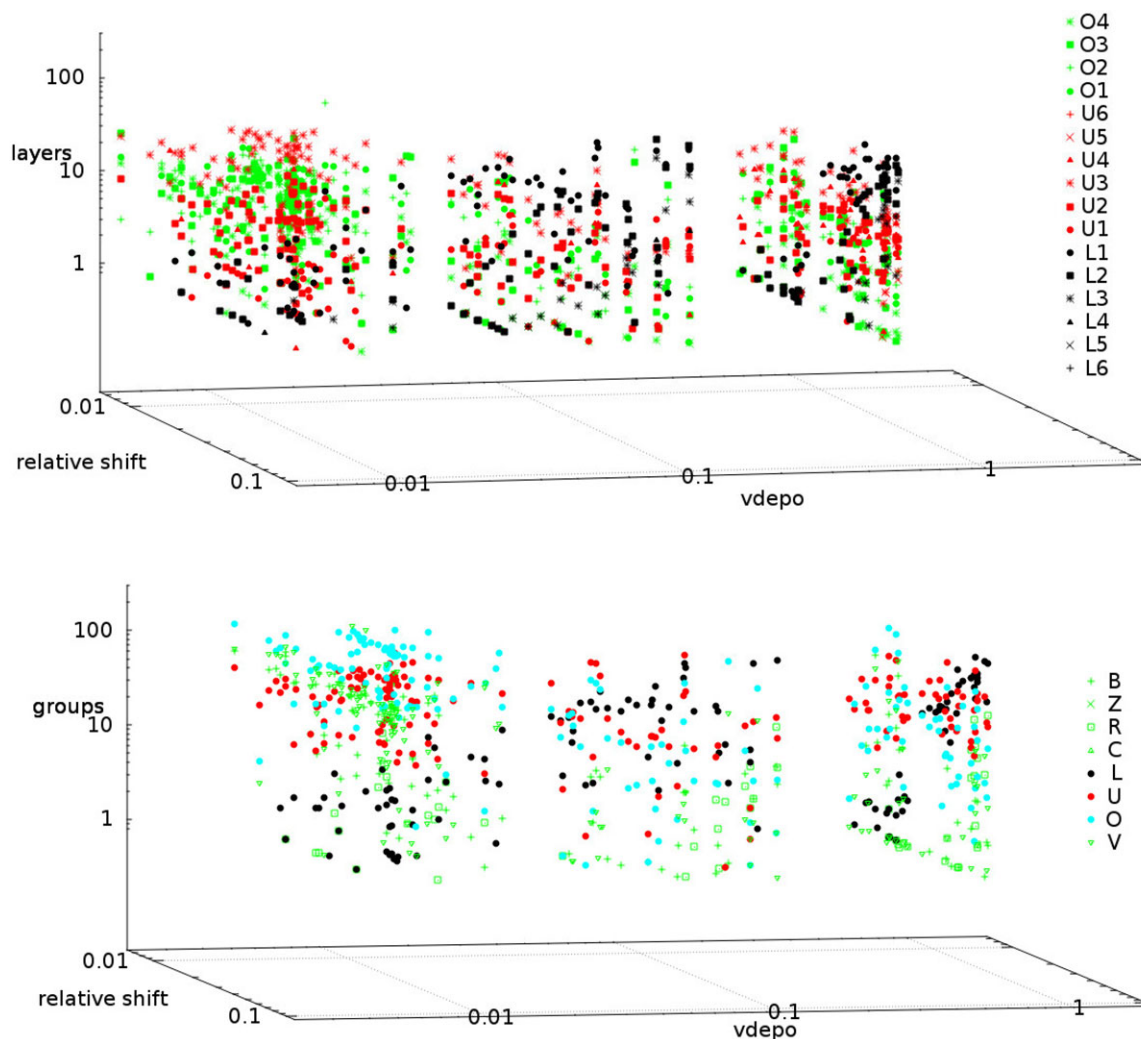 100
layers
10
1
0.01
relative shift
0.1
0.01
0.1
1
vdepo
O4
O3
O2
O1
U6
U5
U4
U3
U2
U1
L1
L2
L3
L4
L5
L6
100
groups
10
1
0.01
relative shift
0.1
0.01
0.1
1
vdepo
B
Z
R
C
L
U
O
V